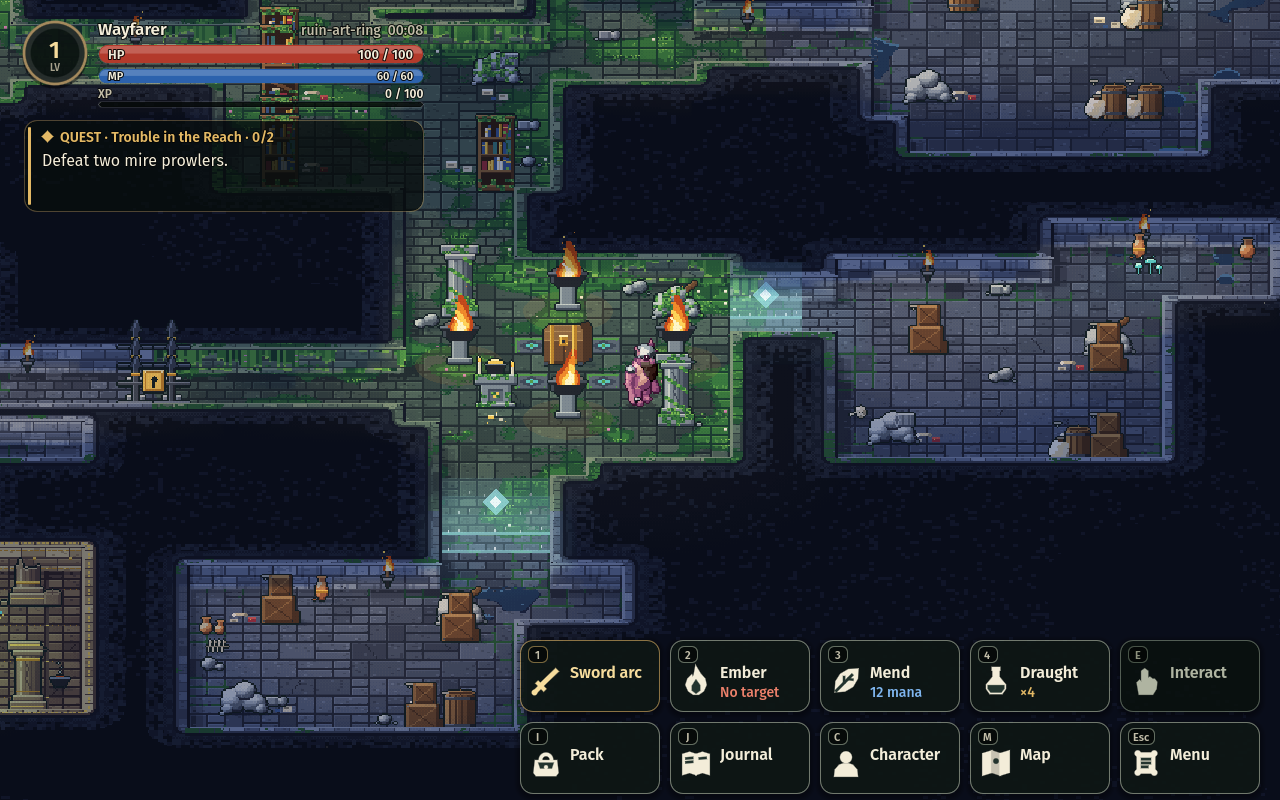 Wayfarer
ruin-art-ring 00:08
1
LV
HP 100 / 100
MP 60 / 60
XP 0 / 100
QUEST · Trouble in the Reach · 0/2
Defeat two mire prowlers.
1 Sword arc
2 Ember
No target
3 Mend
12 mana
4 Draught
×4
E Interact
I Pack
J Journal
C Character
M Map
Esc Menu